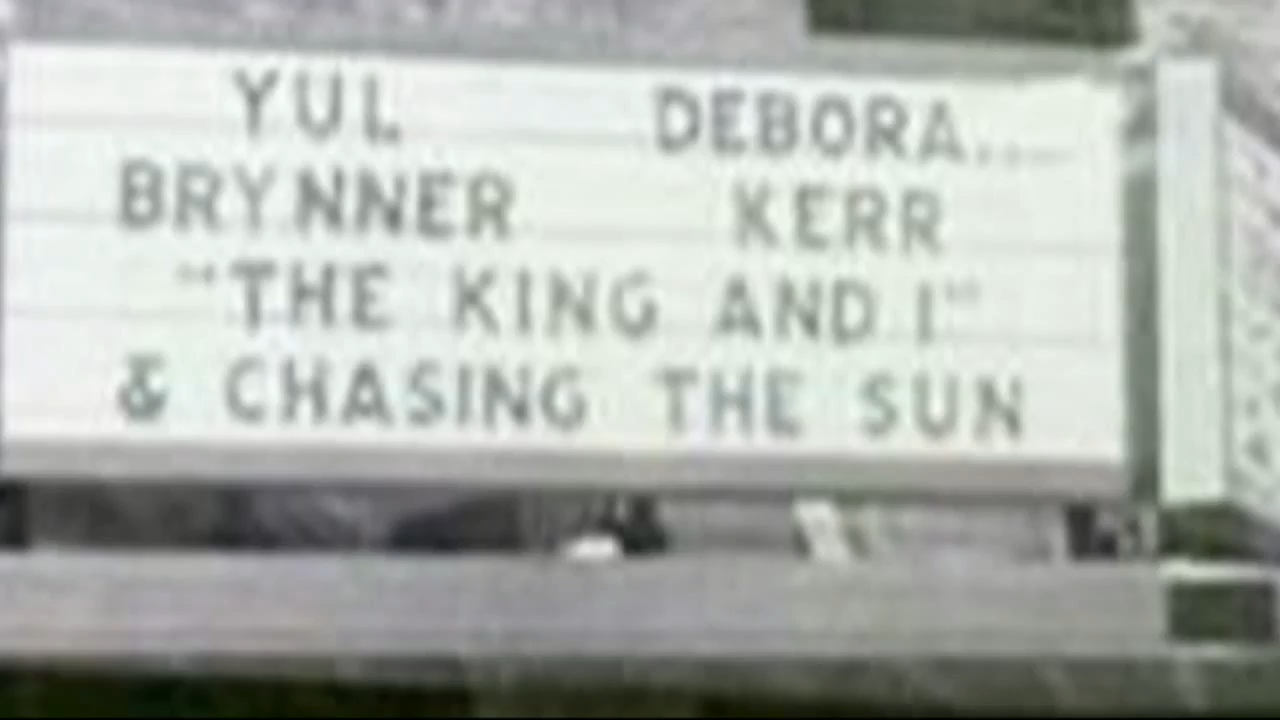 YUL DEBORA...
BRYNNER KERR
"THE KING AND I"
& CHASING THE SUN